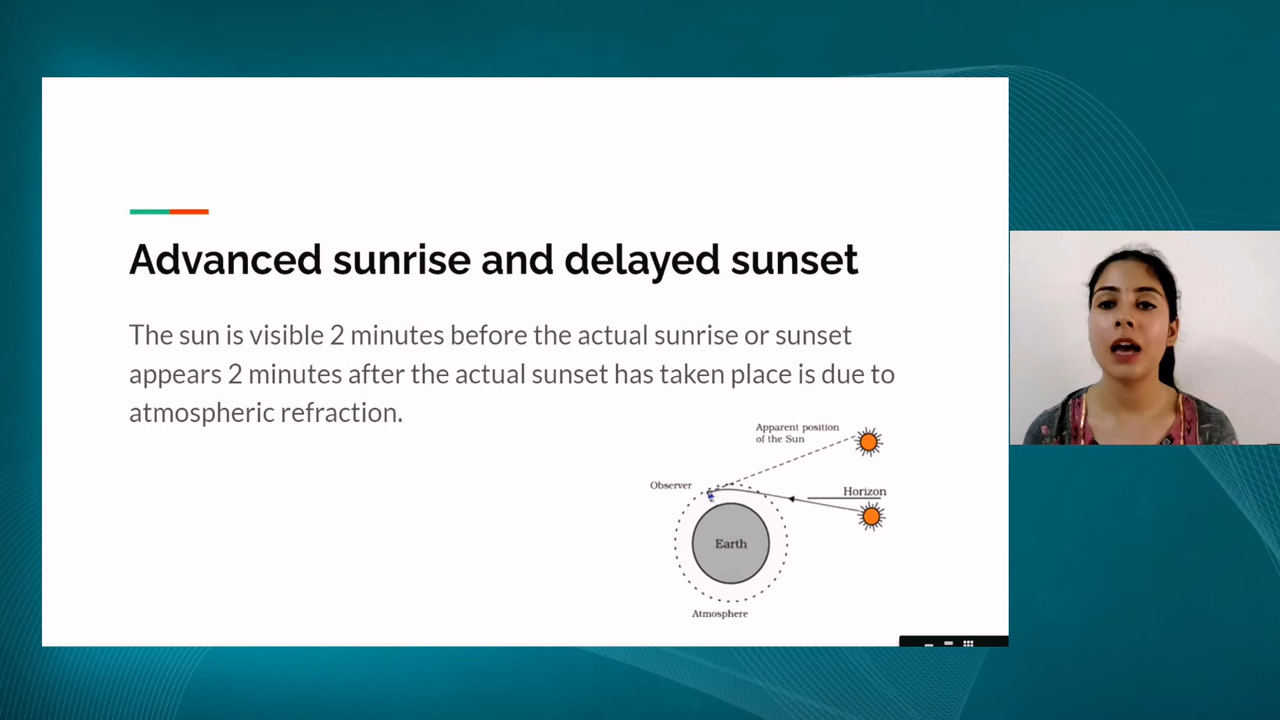 Advanced sunrise and delayed sunset
The sun is visible 2 minutes before the actual sunrise or sunset
appears 2 minutes after the actual sunset has taken place is due to
atmospheric refraction.
Apparent position
of the Sun
Observer
Horizon
Earth
Atmosphere